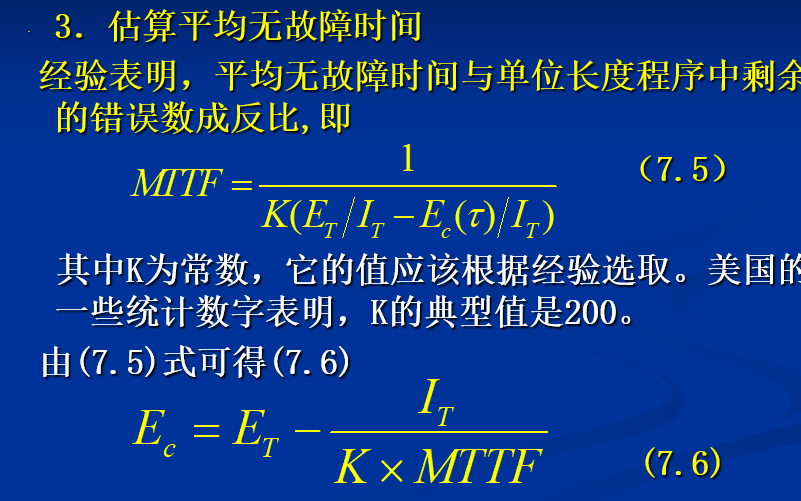 3．估算平均无故障时间
经验表明，平均无故障时间与单位长度程序中剩余
的错误数成反比,即
MTTF = 1 / K(E_T/I_T − E_c(τ)/I_T) （7.5）
其中K为常数，它的值应该根据经验选取。美国的
一些统计数字表明，K的典型值是200。
由(7.5)式可得(7.6)
E_c = E_T − I_T / K × MTTF (7.6)